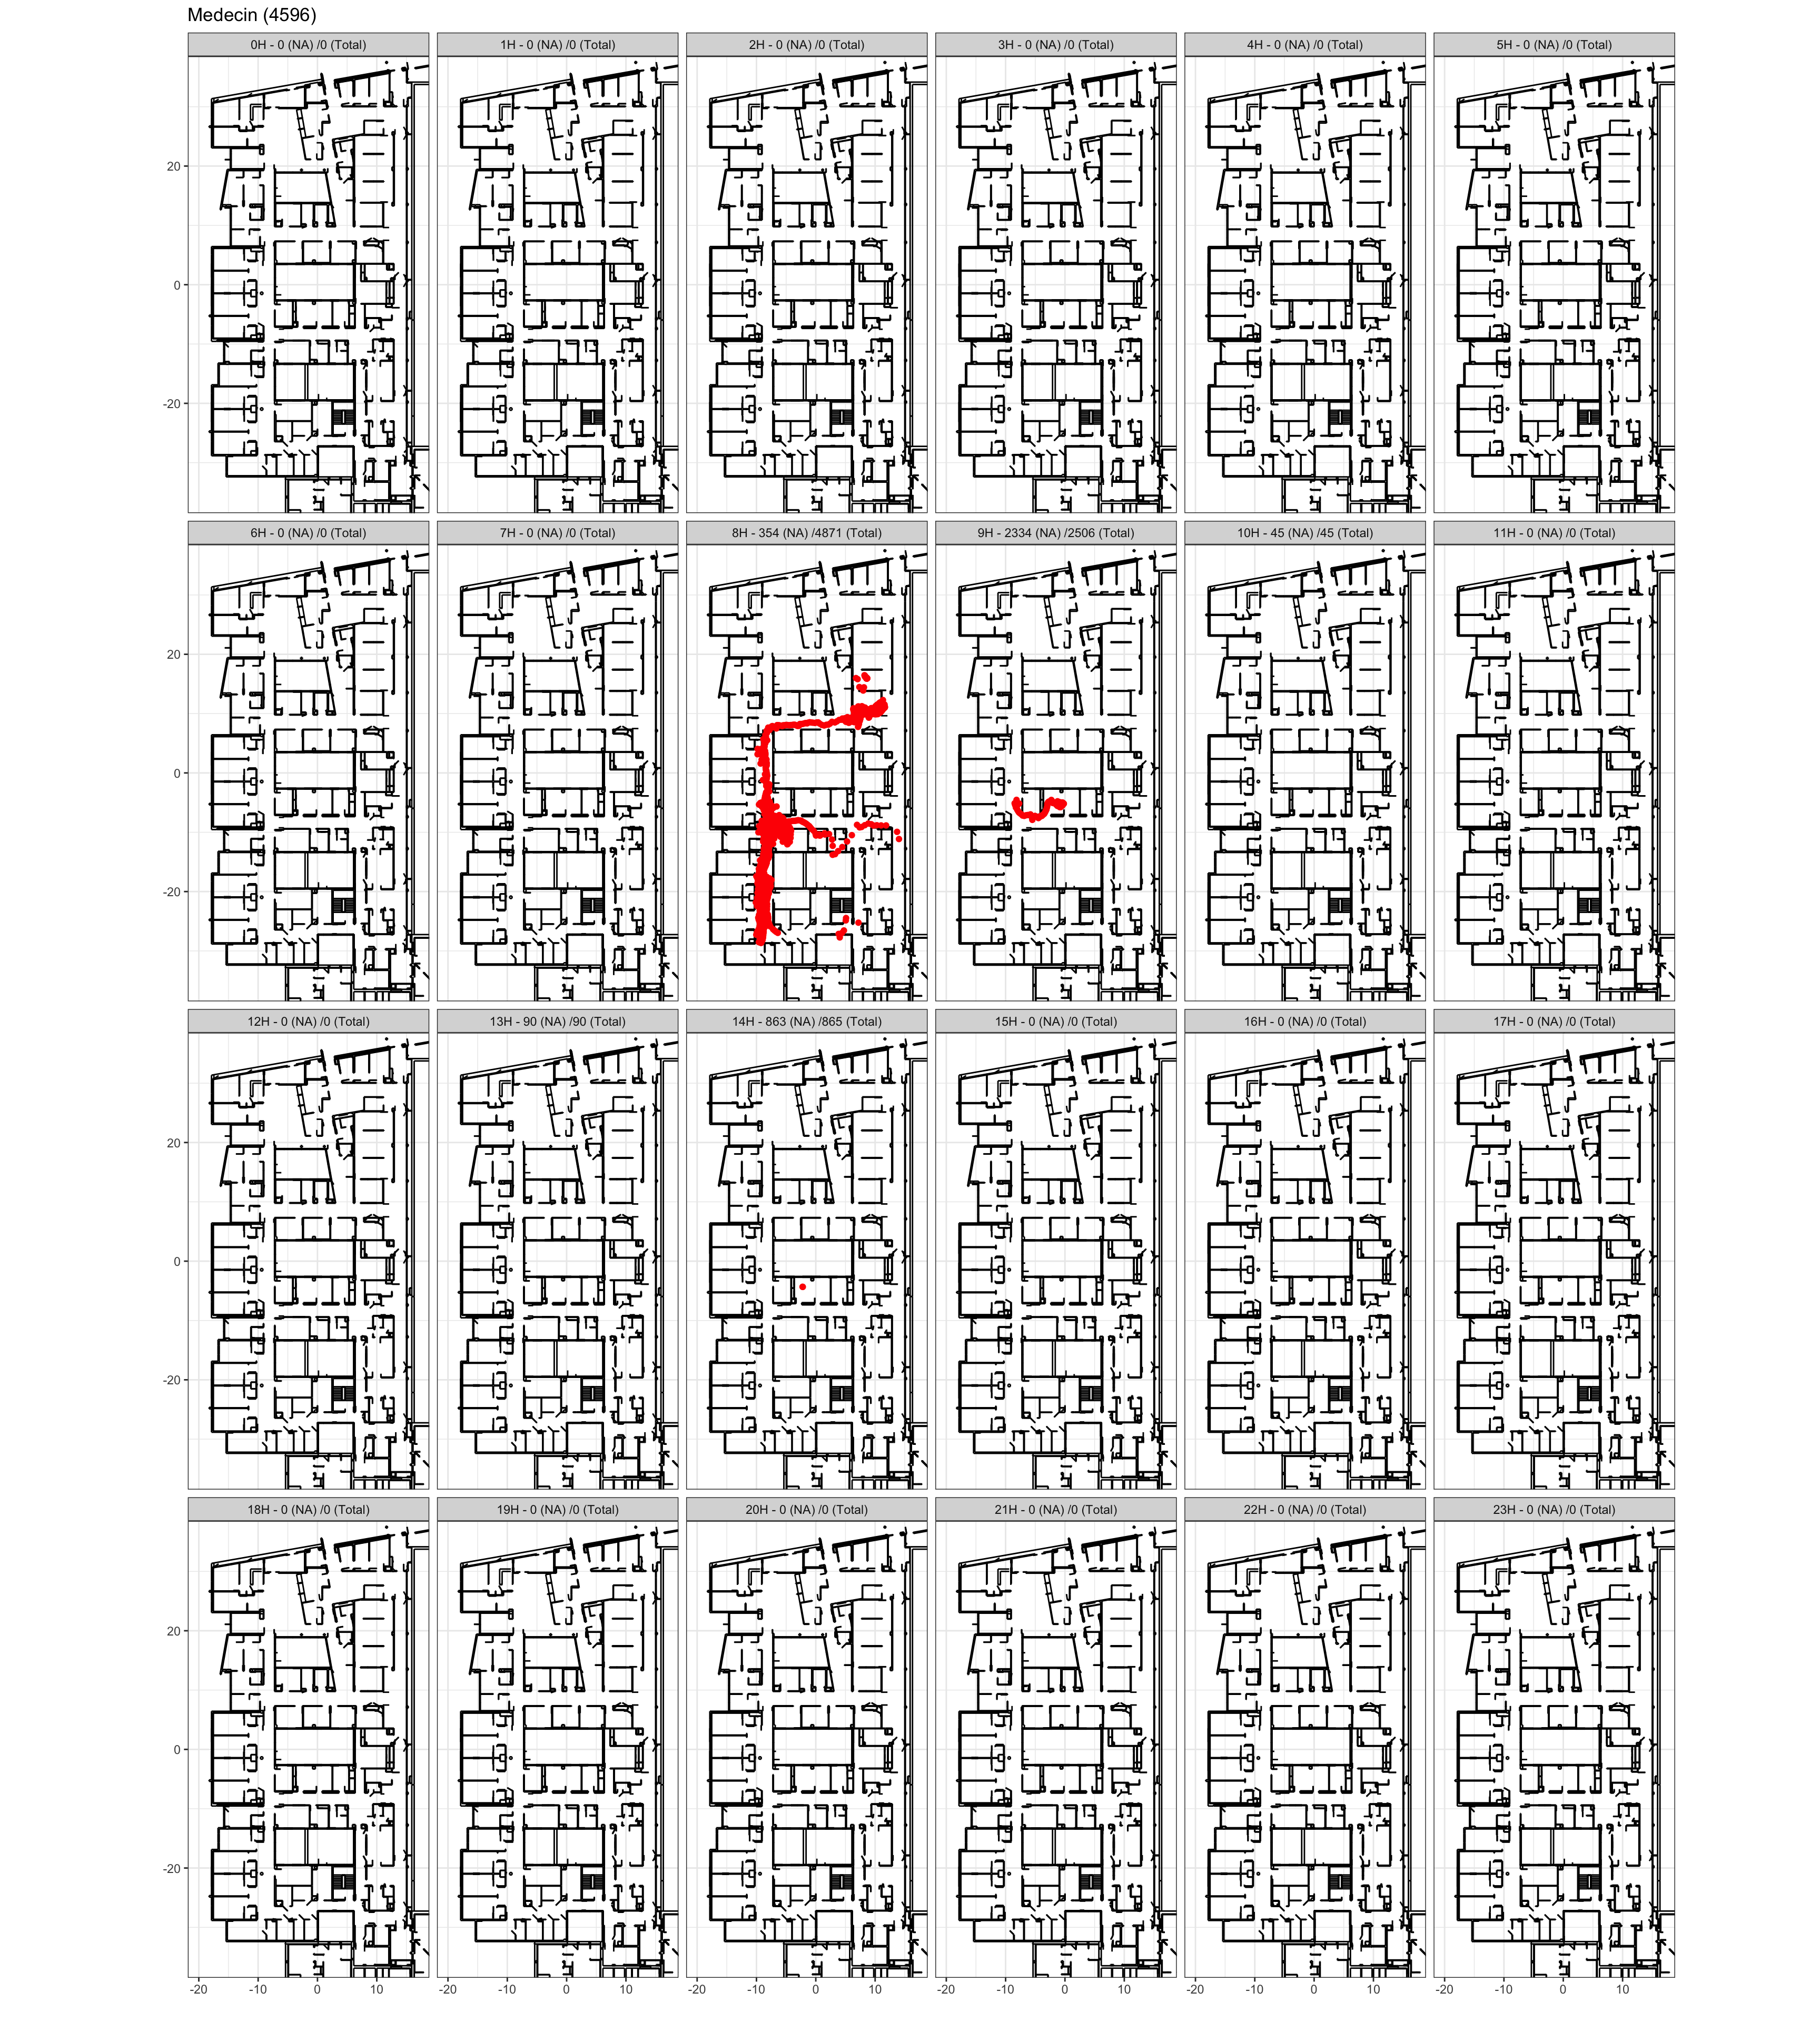 Medecin (4596)
0H - 0 (NA) /0 (Total) 1H - 0 (NA) /0 (Total) 2H - 0 (NA) /0 (Total) 3H - 0 (NA) /0 (Total) 4H - 0 (NA) /0 (Total) 5H - 0 (NA) /0 (Total)
20
0
-20
6H - 0 (NA) /0 (Total) 7H - 0 (NA) /0 (Total) 8H - 354 (NA) /4871 (Total) 9H - 2334 (NA) /2506 (Total) 10H - 45 (NA) /45 (Total) 11H - 0 (NA) /0 (Total)
20
0
-20
12H - 0 (NA) /0 (Total) 13H - 90 (NA) /90 (Total) 14H - 863 (NA) /865 (Total) 15H - 0 (NA) /0 (Total) 16H - 0 (NA) /0 (Total) 17H - 0 (NA) /0 (Total)
20
0
-20
18H - 0 (NA) /0 (Total) 19H - 0 (NA) /0 (Total) 20H - 0 (NA) /0 (Total) 21H - 0 (NA) /0 (Total) 22H - 0 (NA) /0 (Total) 23H - 0 (NA) /0 (Total)
20
0
-20
-20 -10 0 10 -20 -10 0 10 -20 -10 0 10 -20 -10 0 10 -20 -10 0 10 -20 -10 0 10